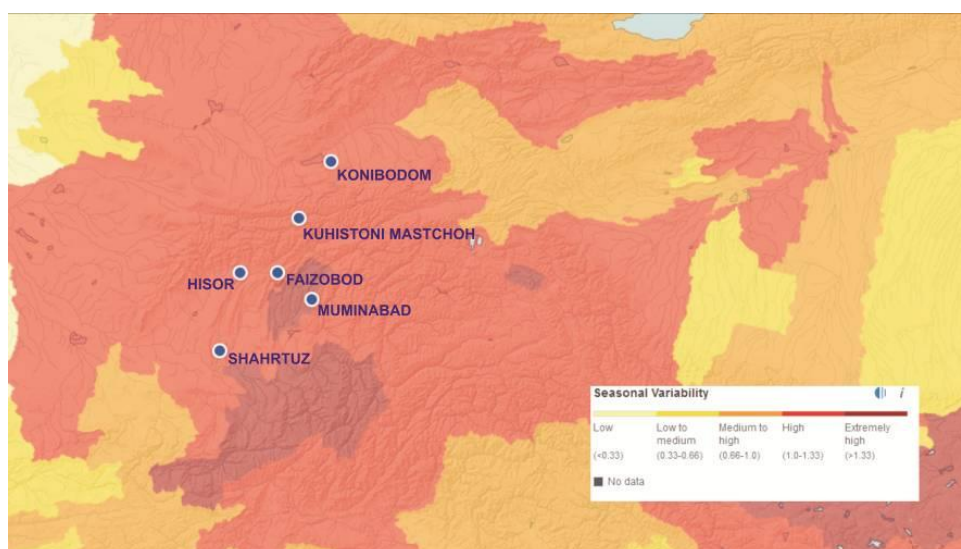 KONIBODOM
KUHISTONI MASTCHOH
HISOR
FAIZOBOD
MUMINABAD
SHAHRTUZ
Seasonal Variability i
Low
Low to
medium
Medium to
high
High
Extremely
high
(<0.33)
(0.33-0.66)
(0.66-1.0)
(1.0-1.33)
(>1.33)
No data